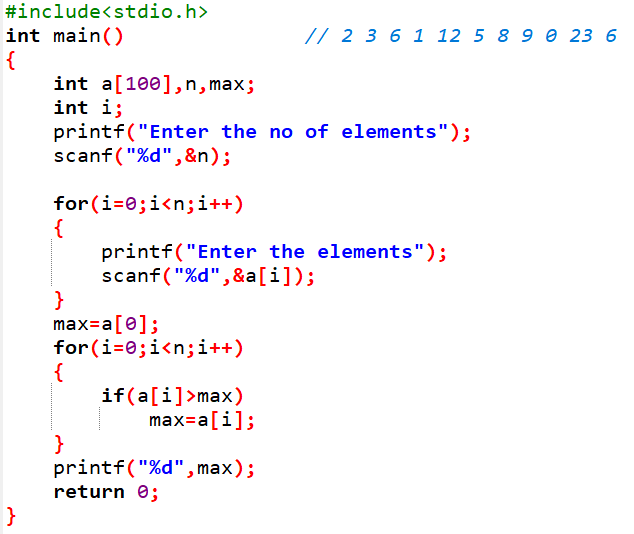 #include<stdio.h>
int main()                // 2 3 6 1 12 5 8 9 0 23 6
{
    int a[100],n,max;
    int i;
    printf("Enter the no of elements");
    scanf("%d",&n);

    for(i=0;i<n;i++)
    {
        printf("Enter the elements");
        scanf("%d",&a[i]);
    }
    max=a[0];
    for(i=0;i<n;i++)
    {
        if(a[i]>max)
            max=a[i];
    }
    printf("%d",max);
    return 0;
}